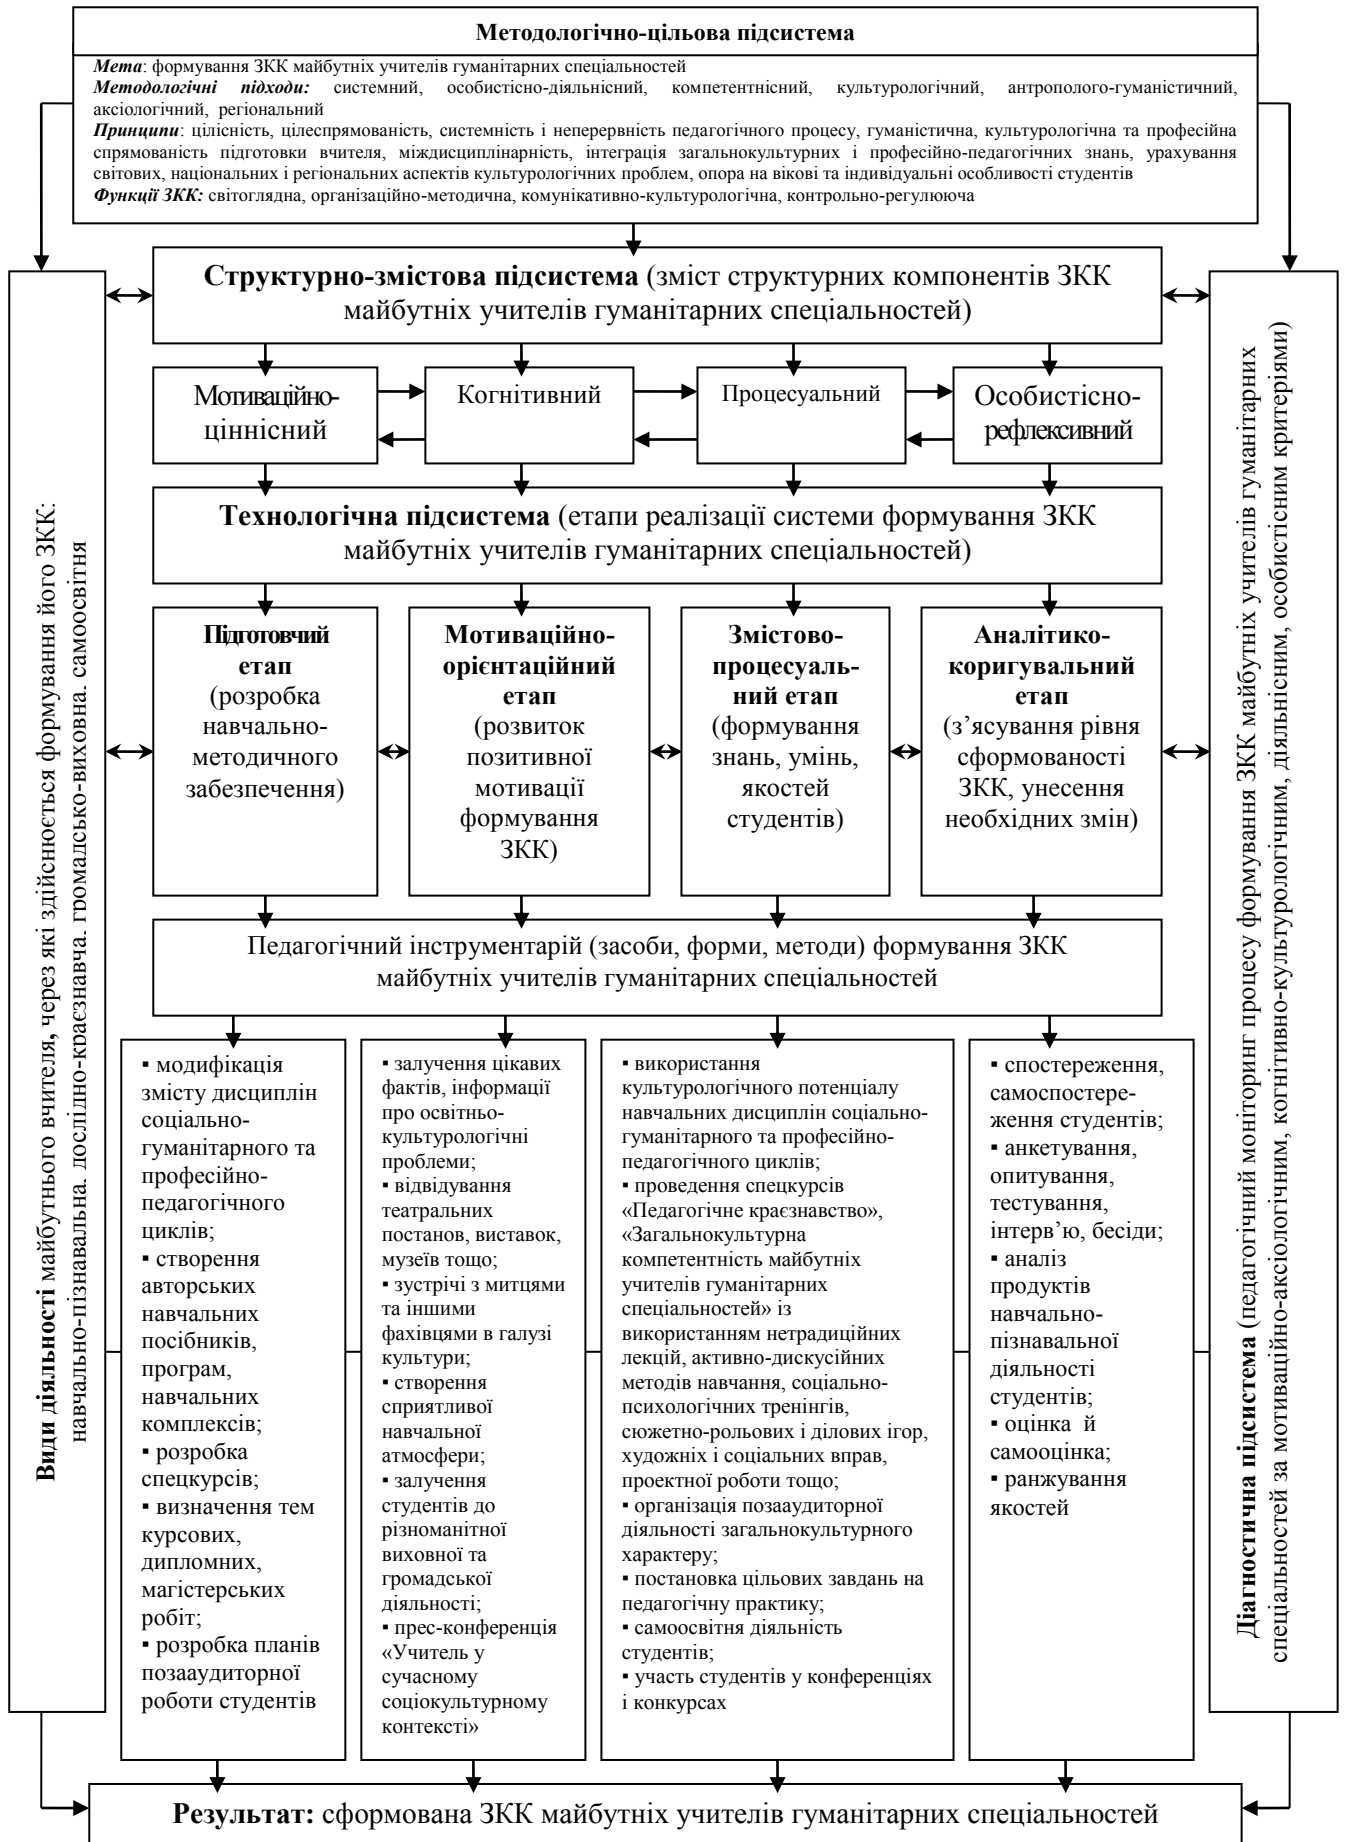 Методологічно-цільова підсистема
Мета: формування ЗКК майбутніх учителів гуманітарних спеціальностей
Методологічні підходи: системний, особистісно-діяльнісний, компетентнісний, культурологічний, антрополого-гуманістичний,
аксіологічний, регіональний
Принципи: цілісність, цілеспрямованість, системність і неперервність педагогічного процесу, гуманістична, культурологічна та професійна
спрямованість підготовки вчителя, міждисциплінарність, інтеграція загальнокультурних і професійно-педагогічних знань, урахування
світових, національних і регіональних аспектів культурологічних проблем, опора на вікові та індивідуальні особливості студентів
Функції ЗКК: світоглядна, організаційно-методична, комунікативно-культурологічна, контрольно-регулююча
Види діяльності майбутнього вчителя, через які здійснюється формування його ЗКК:
навчально-пізнавальна, дослідно-краєзнавча, громадсько-виховна, самоосвітня
Структурно-змістова підсистема (зміст структурних компонентів ЗКК
майбутніх учителів гуманітарних спеціальностей)
Мотиваційно-
ціннісний
Когнітивний
Процесуальний
Особистісно-
рефлексивний
Технологічна підсистема (етапи реалізації системи формування ЗКК
майбутніх учителів гуманітарних спеціальностей)
Підготовчий
етап
(розробка
навчально-
методичного
забезпечення)
Мотиваційно-
орієнтаційний
етап
(розвиток
позитивної
мотивації
формування
ЗКК)
Змістово-
процесуаль-
ний етап
(формування
знань, умінь,
якостей
студентів)
Аналітико-
коригувальний
етап
(з’ясування рівня
сформованості
ЗКК, унесення
необхідних змін)
Педагогічний інструментарій (засоби, форми, методи) формування ЗКК
майбутніх учителів гуманітарних спеціальностей
▪ модифікація
змісту дисциплін
соціально-
гуманітарного та
професійно-
педагогічного
циклів;
▪ створення
авторських
навчальних
посібників,
програм,
навчальних
комплексів;
▪ розробка
спецкурсів;
▪ визначення тем
курсових,
дипломних,
магістерських
робіт;
▪ розробка планів
позааудиторної
роботи студентів
▪ залучення цікавих
фактів, інформації
про освітньо-
культурологічні
проблеми;
▪ відвідування
театральних
постанов, виставок,
музеїв тощо;
▪ зустрічі з митцями
та іншими
фахівцями в галузі
культури;
▪ створення
сприятливої
навчальної
атмосфери;
▪ залучення
студентів до
різноманітної
виховної та
громадської
діяльності;
▪ прес-конференція
«Учитель у
сучасному
соціокультурному
контексті»
▪ використання
культурологічного потенціалу
навчальних дисциплін соціально-
гуманітарного та професійно-
педагогічного циклів;
▪ проведення спецкурсів
«Педагогічне краєзнавство»,
«Загальнокультурна
компетентність майбутніх
учителів гуманітарних
спеціальностей» із
використанням нетрадиційних
лекцій, активно-дискусійних
методів навчання, соціально-
психологічних тренінгів,
сюжетно-рольових і ділових ігор,
художніх і соціальних вправ,
проектної роботи тощо;
▪ організація позааудиторної
діяльності загальнокультурного
характеру;
▪ постановка цільових завдань на
педагогічну практику;
▪ самоосвітня діяльність
студентів;
▪ участь студентів у конференціях
і конкурсах
▪ спостереження,
самоспостере-
ження студентів;
▪ анкетування,
опитування,
тестування,
інтерв’ю, бесіди;
▪ аналіз
продуктів
навчально-
пізнавальної
діяльності
студентів;
▪ оцінка й
самооцінка;
▪ ранжування
якостей
Діагностична підсистема (педагогічний моніторинг процесу формування ЗКК майбутніх учителів гуманітарних
спеціальностей за мотиваційно-аксіологічним, когнітивно-культурологічним, діяльнісним, особистісним критеріями)
Результат: сформована ЗКК майбутніх учителів гуманітарних спеціальностей